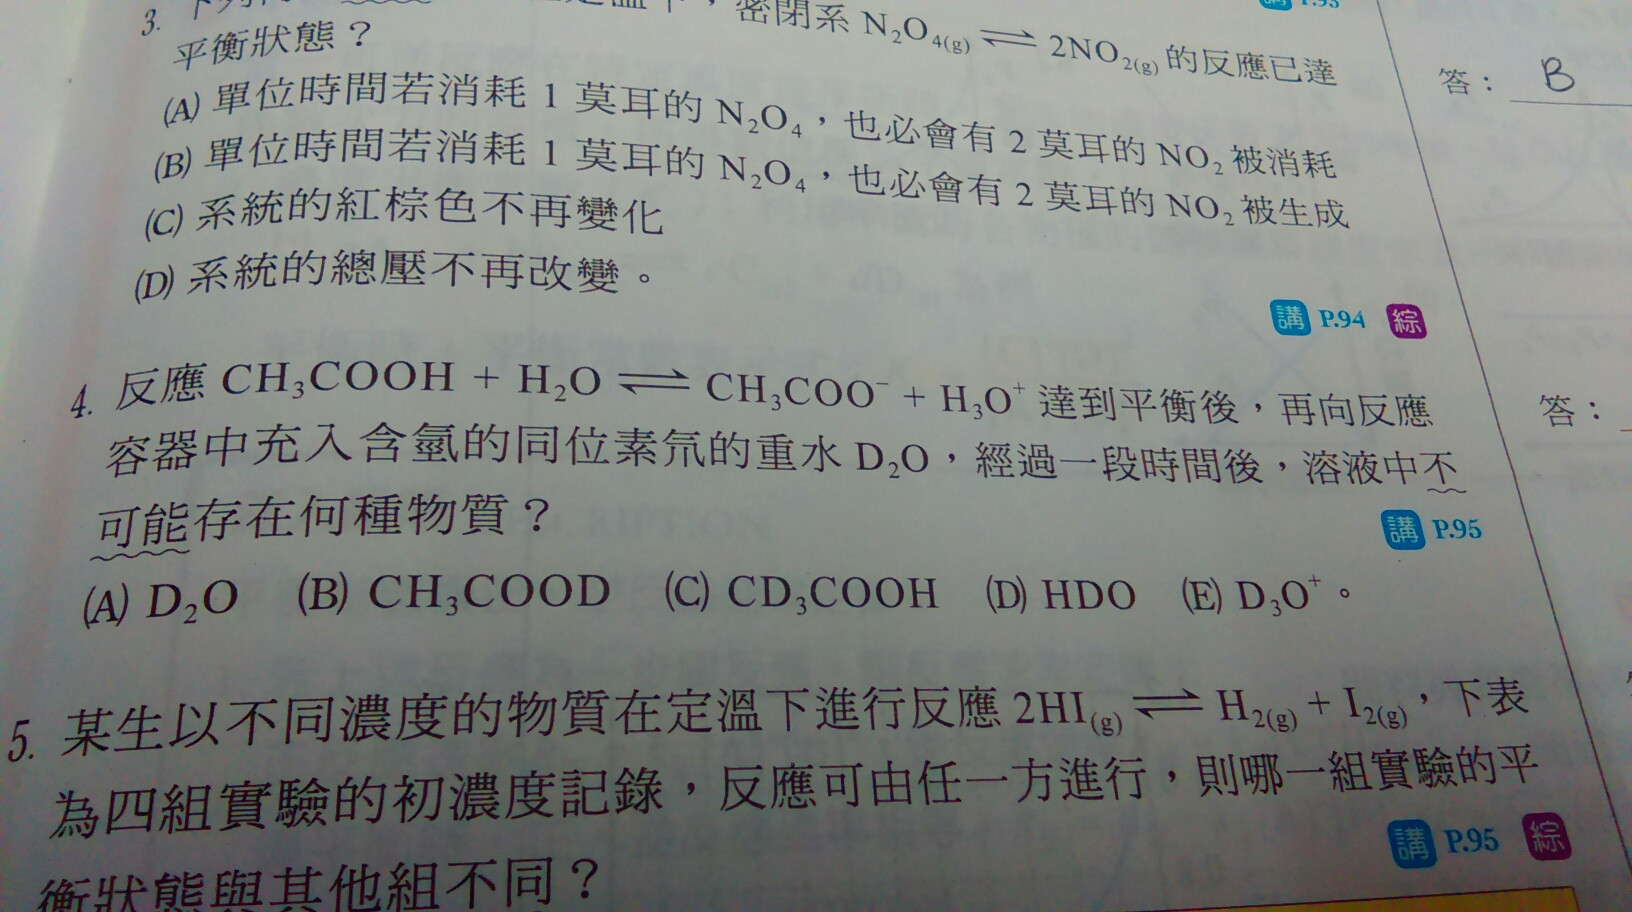 P.93
3.
密閉系 N₂O₄(g) ⇌ 2NO₂(g) 的反應已達
平衡狀態？
答： B
(A) 單位時間若消耗 1 莫耳的 N₂O₄，也必會有 2 莫耳的 NO₂ 被消耗
(B) 單位時間若消耗 1 莫耳的 N₂O₄，也必會有 2 莫耳的 NO₂ 被生成
(C) 系統的紅棕色不再變化
(D) 系統的總壓不再改變。
講 P.94 綜
4. 反應 CH₃COOH + H₂O ⇌ CH₃COO⁻ + H₃O⁺ 達到平衡後，再向反應
容器中充入含氫的同位素氘的重水 D₂O，經過一段時間後，溶液中不
可能存在何種物質？
講 P.95
答：
(A) D₂O (B) CH₃COOD (C) CD₃COOH (D) HDO (E) D₃O⁺。
5. 某生以不同濃度的物質在定溫下進行反應 2HI(g) ⇌ H₂(g) + I₂(g)，下表
為四組實驗的初濃度記錄，反應可由任一方進行，則哪一組實驗的平
衡狀態與其他組不同？
講 P.95 綜